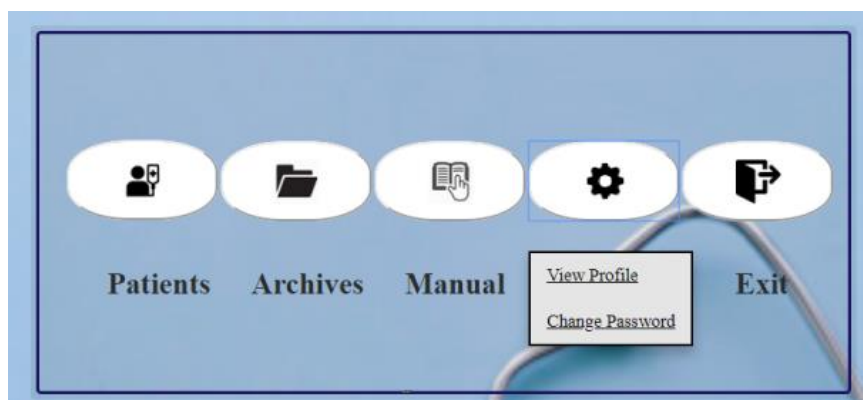 Patients
Archives
Manual
View Profile
Change Password
Exit